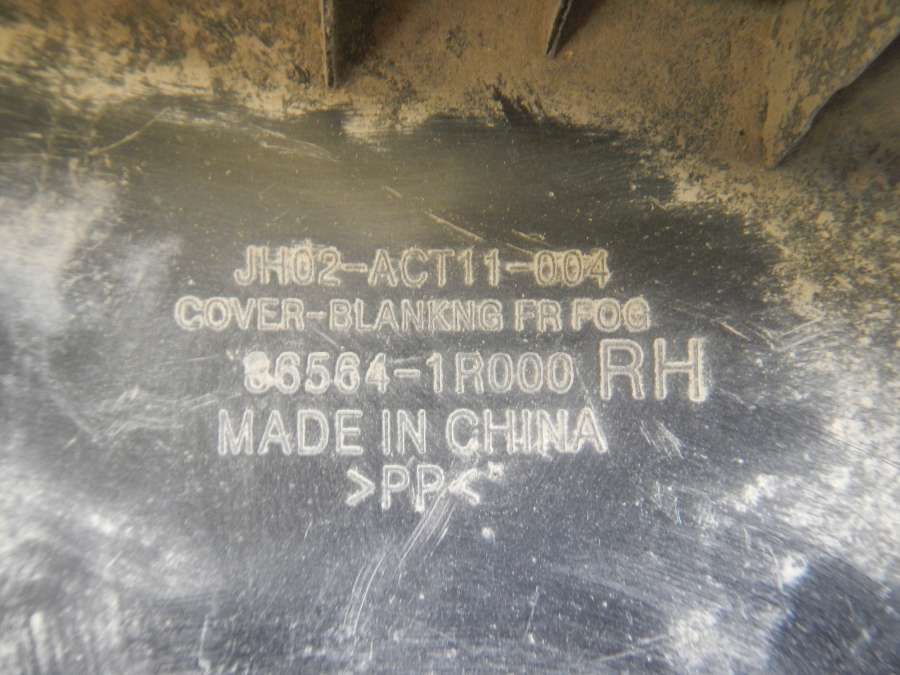 JH02-ACT11-004
COVER-BLANKNG FR FOG
86564-1R000 RH
MADE IN CHINA
>PP<